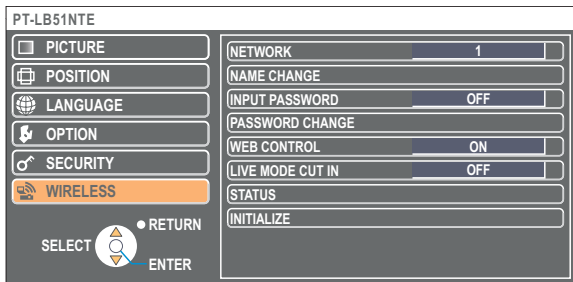 PT-LB51NTE
PICTURE
POSITION
LANGUAGE
OPTION
SECURITY
WIRELESS
RETURN
SELECT
ENTER
NETWORK 1
NAME CHANGE
INPUT PASSWORD OFF
PASSWORD CHANGE
WEB CONTROL ON
LIVE MODE CUT IN OFF
STATUS
INITIALIZE